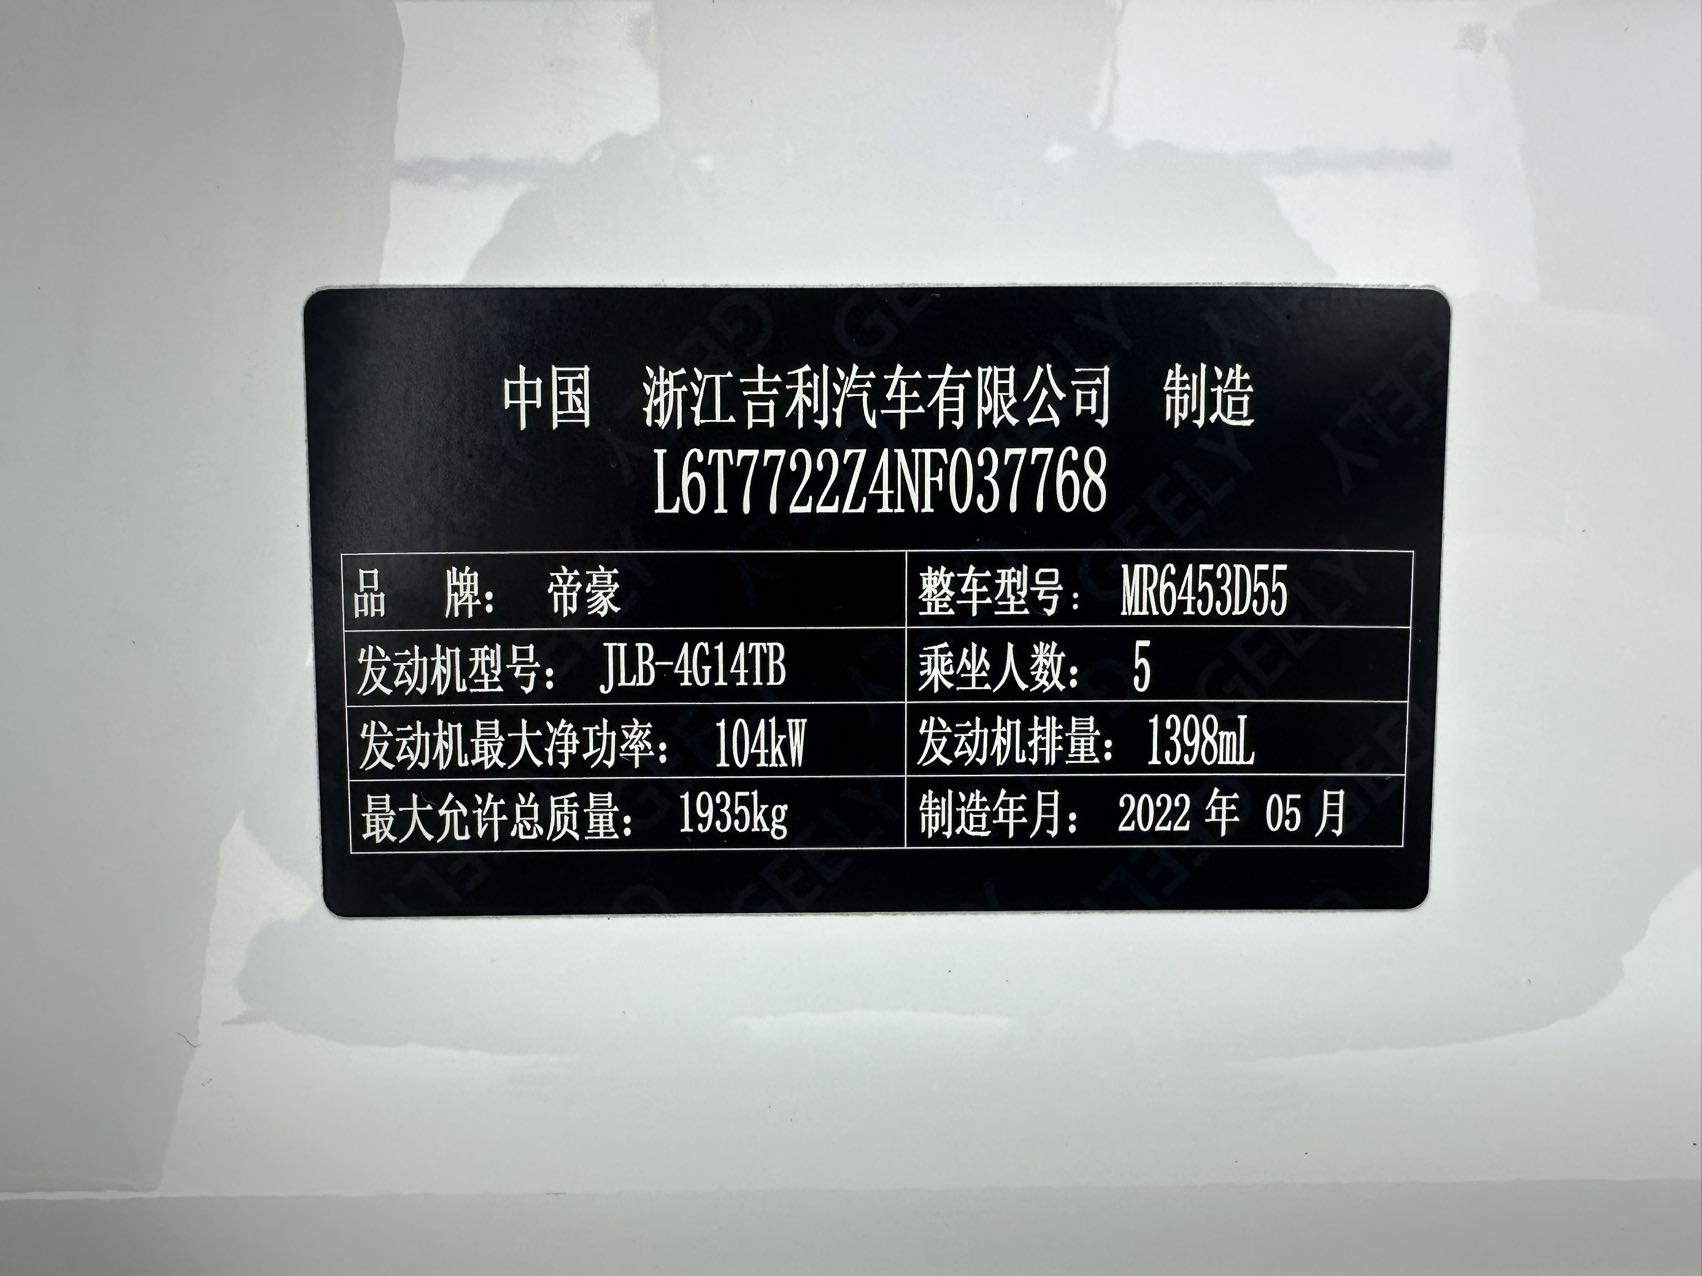 中国 浙江吉利汽车有限公司 制造
L6T7722Z4NF037768
品 牌： 帝豪 整车型号： MR6453D55
发动机型号： JLB-4G14TB 乘坐人数： 5
发动机最大净功率： 104kW 发动机排量： 1398mL
最大允许总质量： 1935kg 制造年月： 2022 年 05 月